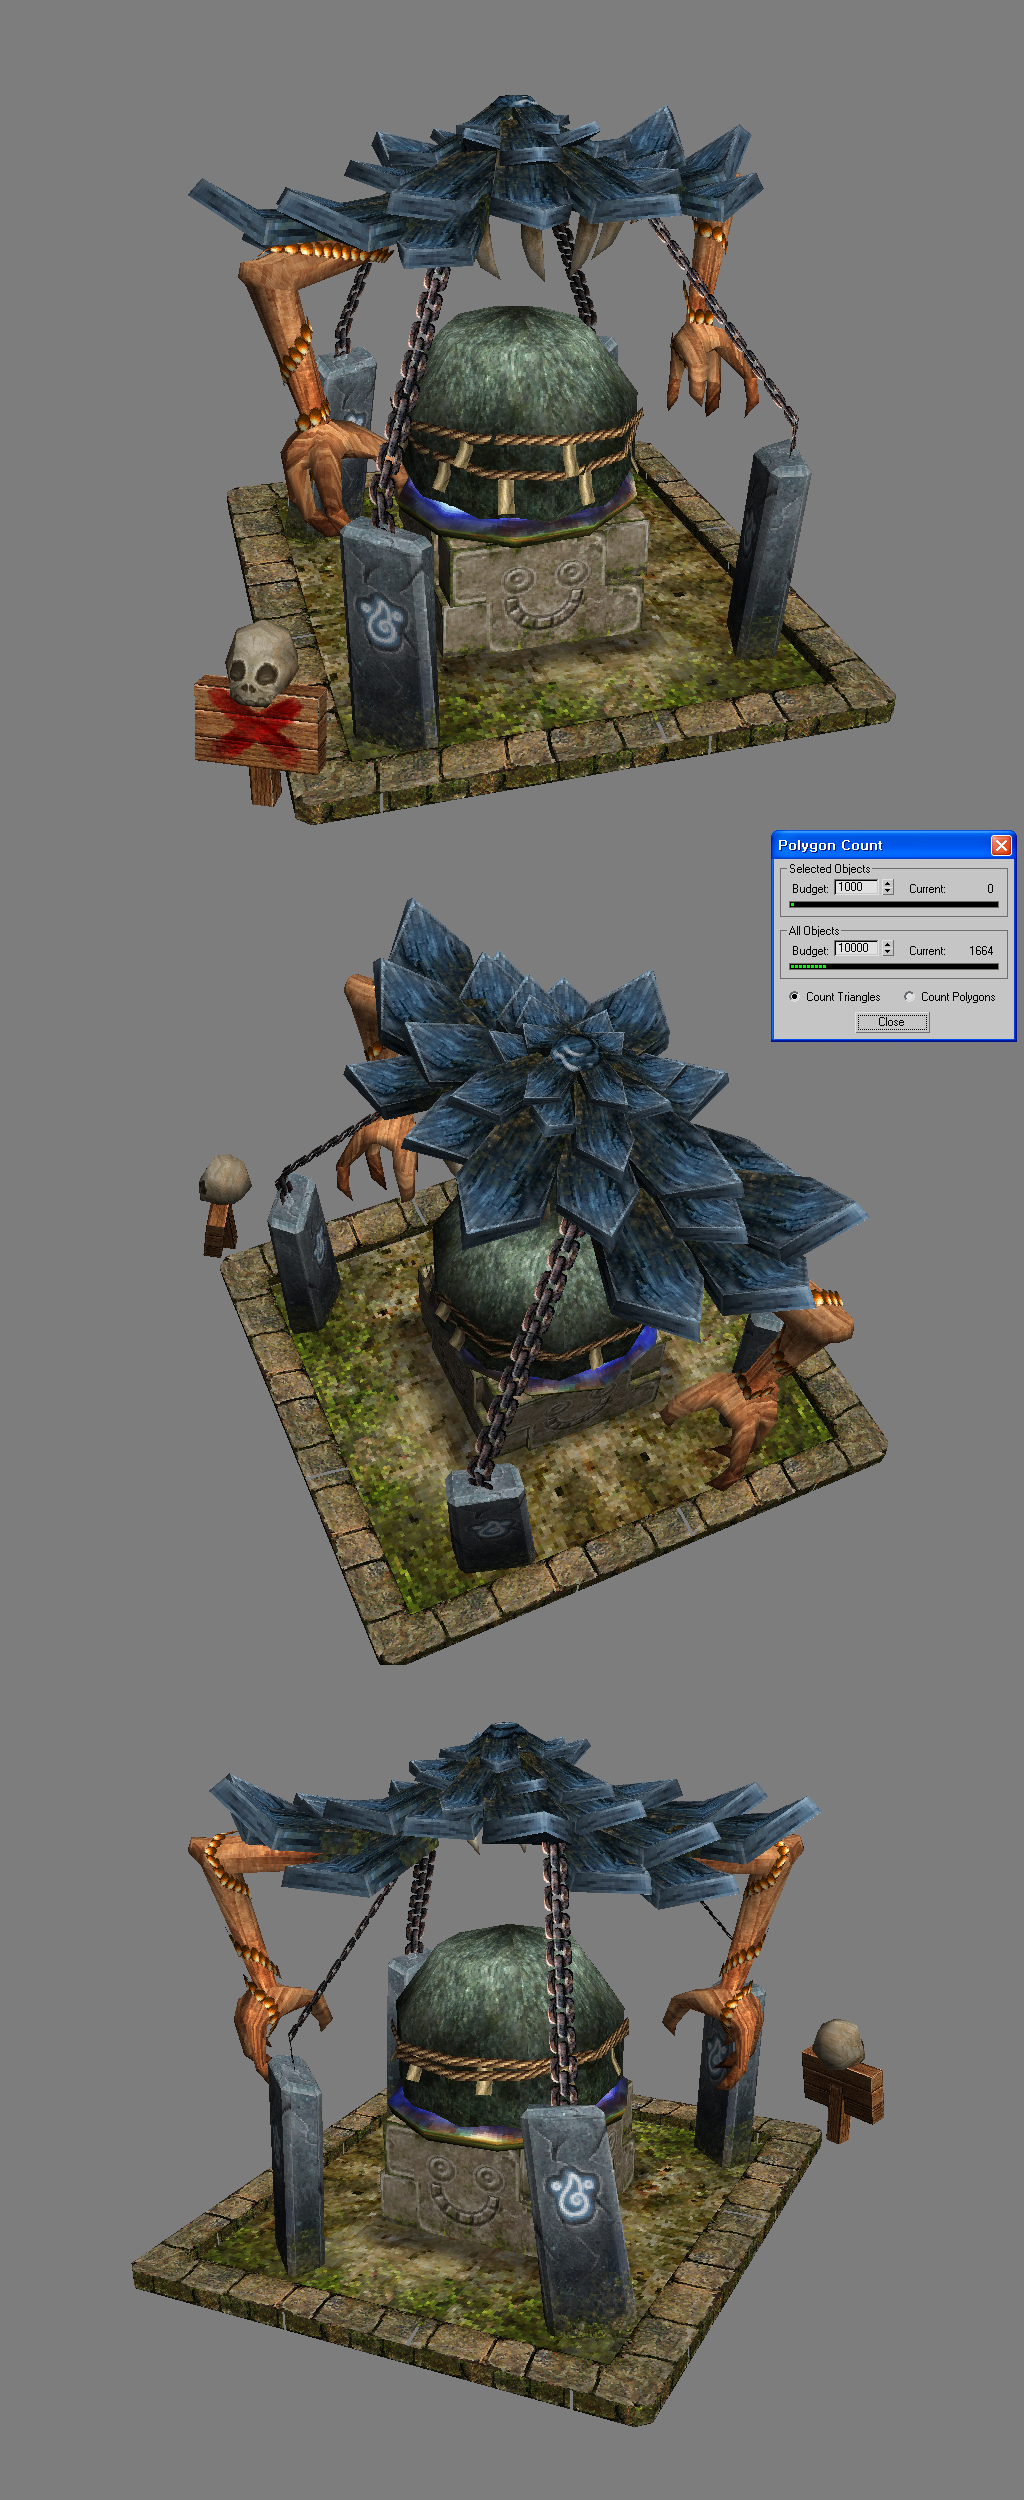 Polygon Count
Selected Objects
Budget: 1000 Current: 0
All Objects
Budget: 10000 Current: 1664
Count Triangles Count Polygons
Close